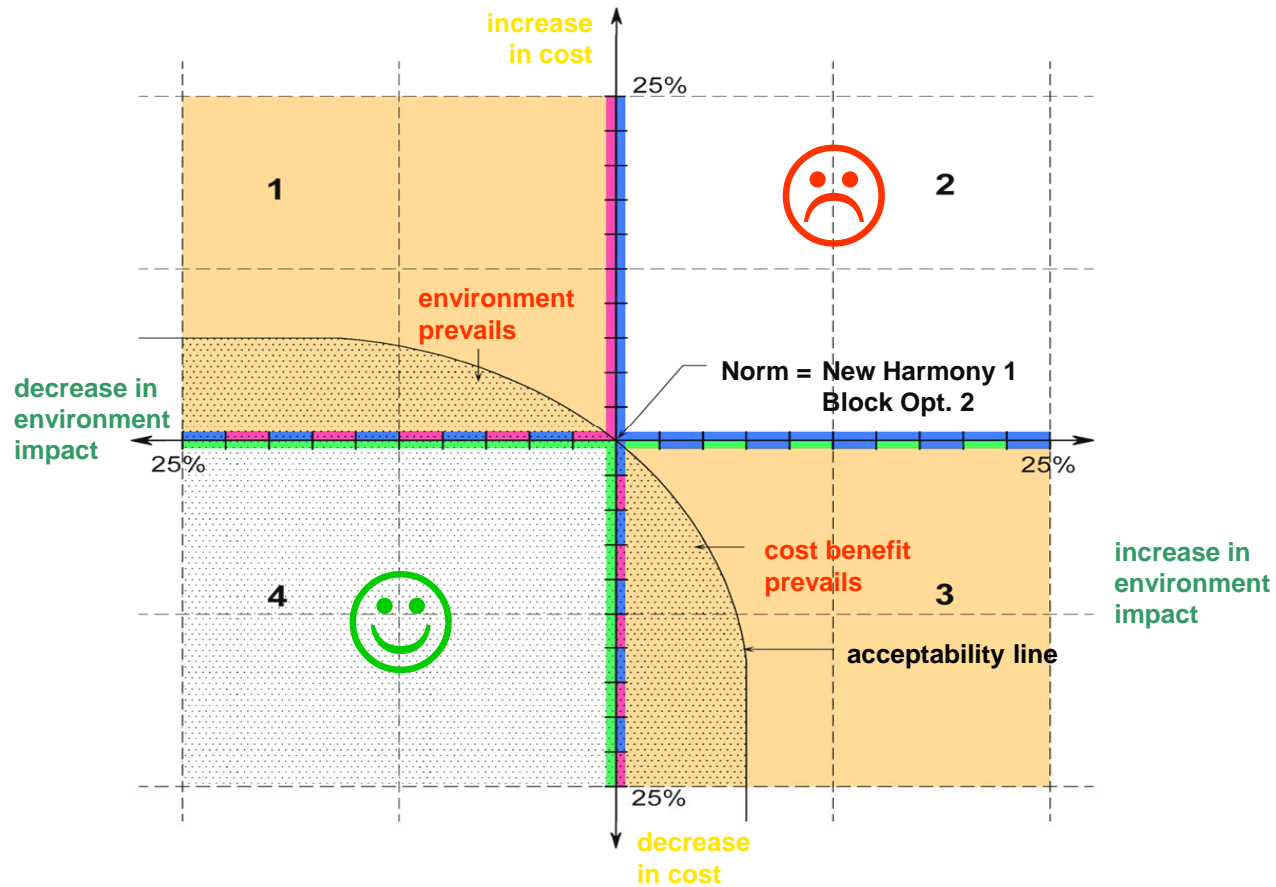 increase
in cost
25%
1
2
environment
prevails
Norm = New Harmony 1
Block Opt. 2
decrease in
environment
impact
25%
25%
cost benefit
prevails
increase in
environment
impact
4
3
acceptability line
25%
decrease
in cost